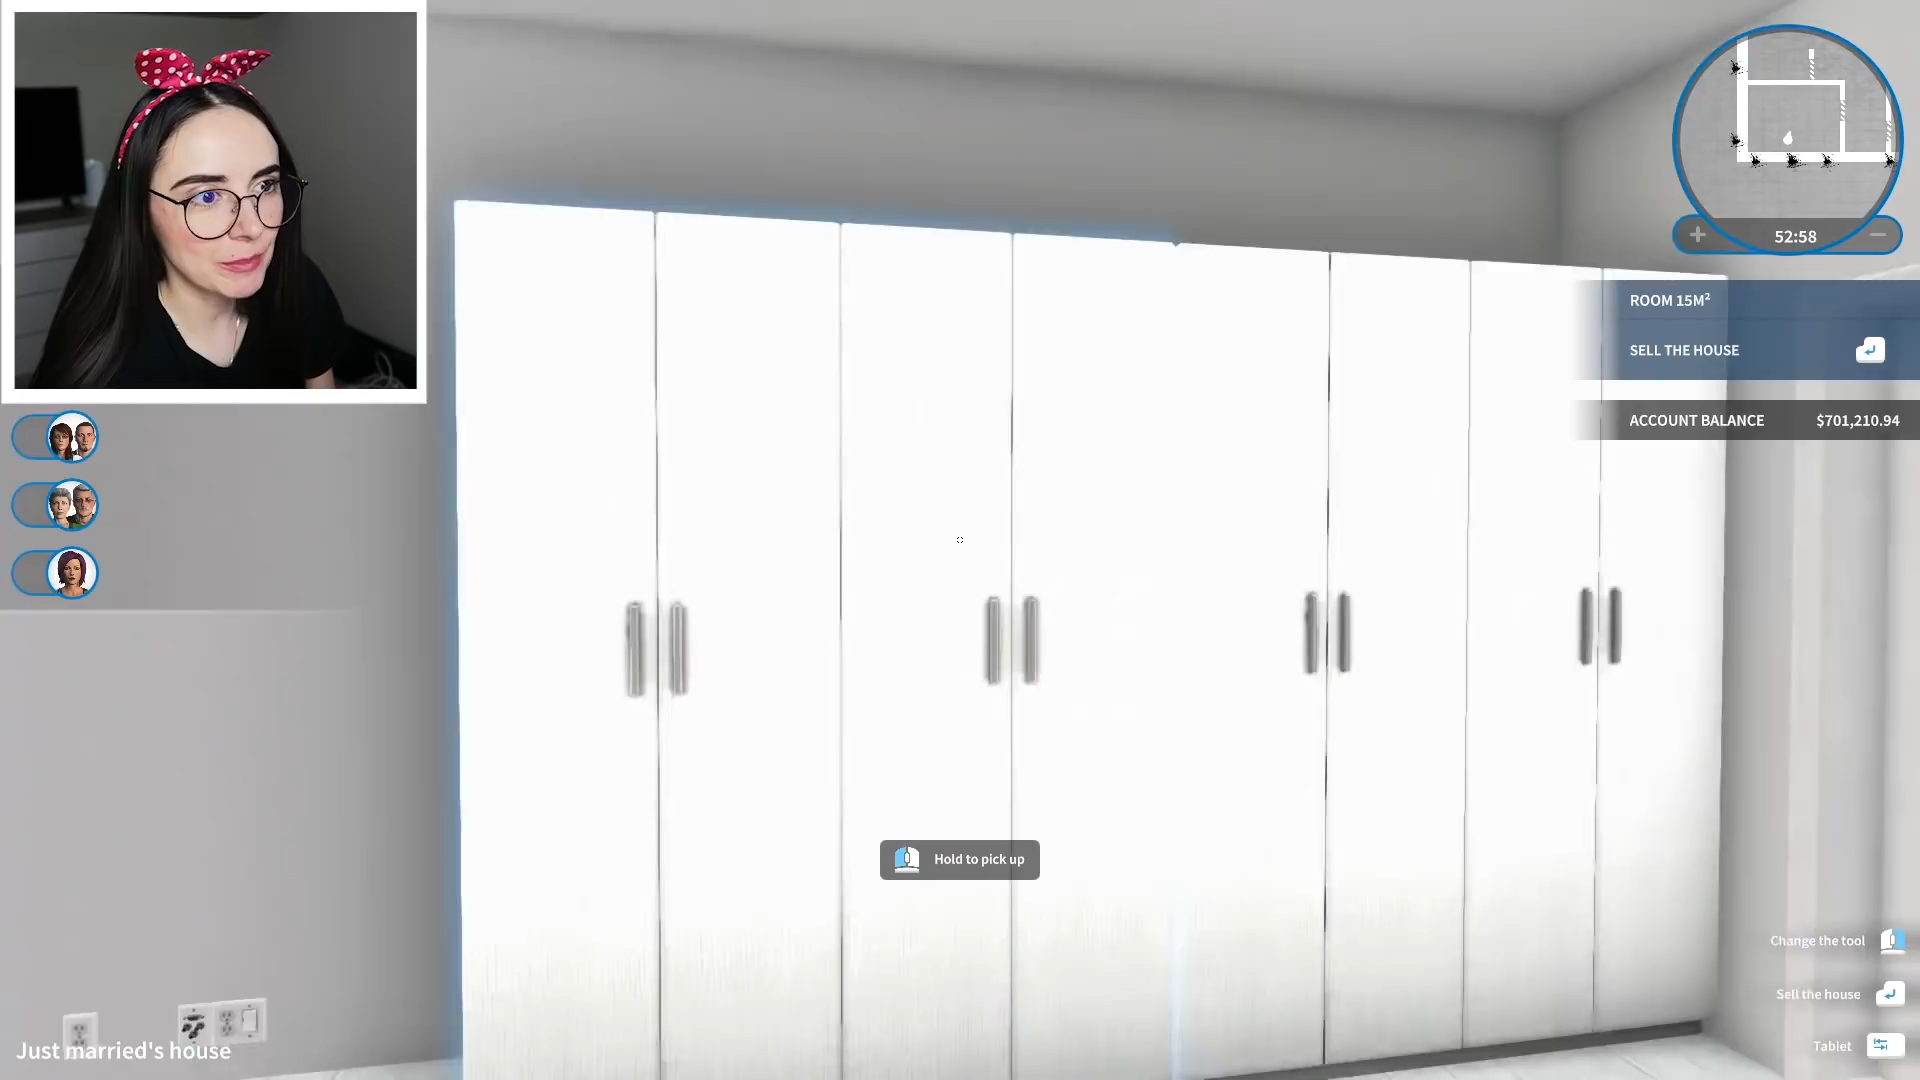 52:58
ROOM 15M²
SELL THE HOUSE
ACCOUNT BALANCE $701,210.94
Hold to pick up
Change the tool
Sell the house
Just married's house
Tablet